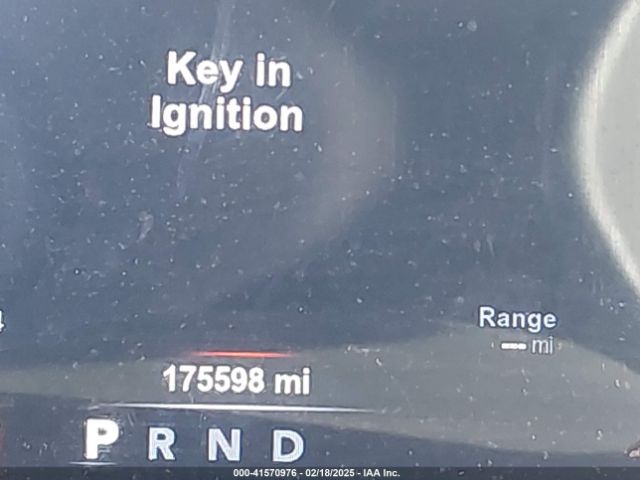 Key in
Ignition
Range
--- mi
175598 mi
P R N D
000-41570976 - 02/18/2025 - IAA Inc.